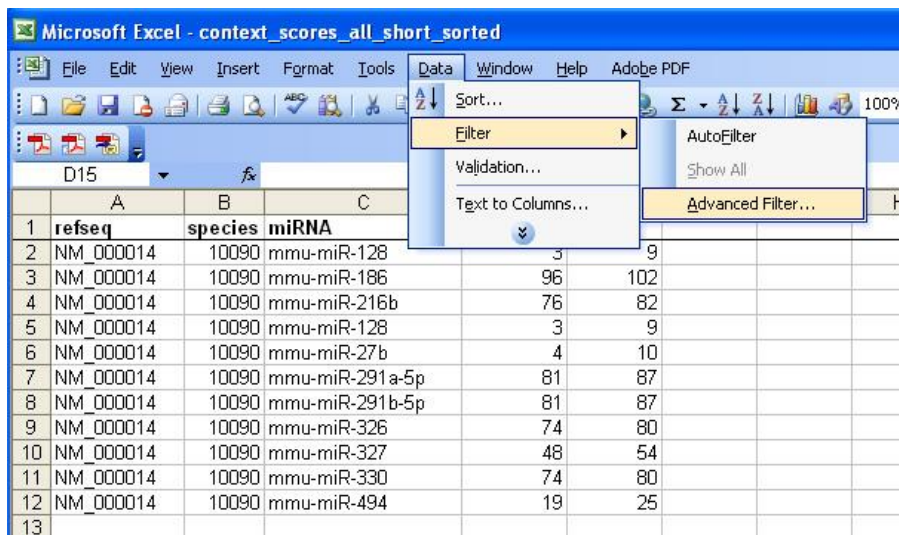 Microsoft Excel - context_scores_all_short_sorted
File Edit View Insert Format Tools Data Window Help Adobe PDF
Sort...
Filter
Validation...
Text to Columns...
AutoFilter
Show All
Advanced Filter...
ABC
Σ
A Z
Z A
100%
D15 fx
A B C H
1 refseq species miRNA
2 NM_000014 10090 mmu-miR-128 3 9
3 NM_000014 10090 mmu-miR-186 96 102
4 NM_000014 10090 mmu-miR-216b 76 82
5 NM_000014 10090 mmu-miR-128 3 9
6 NM_000014 10090 mmu-miR-27b 4 10
7 NM_000014 10090 mmu-miR-291a-5p 81 87
8 NM_000014 10090 mmu-miR-291b-5p 81 87
9 NM_000014 10090 mmu-miR-326 74 80
10 NM_000014 10090 mmu-miR-327 48 54
11 NM_000014 10090 mmu-miR-330 74 80
12 NM_000014 10090 mmu-miR-494 19 25
13